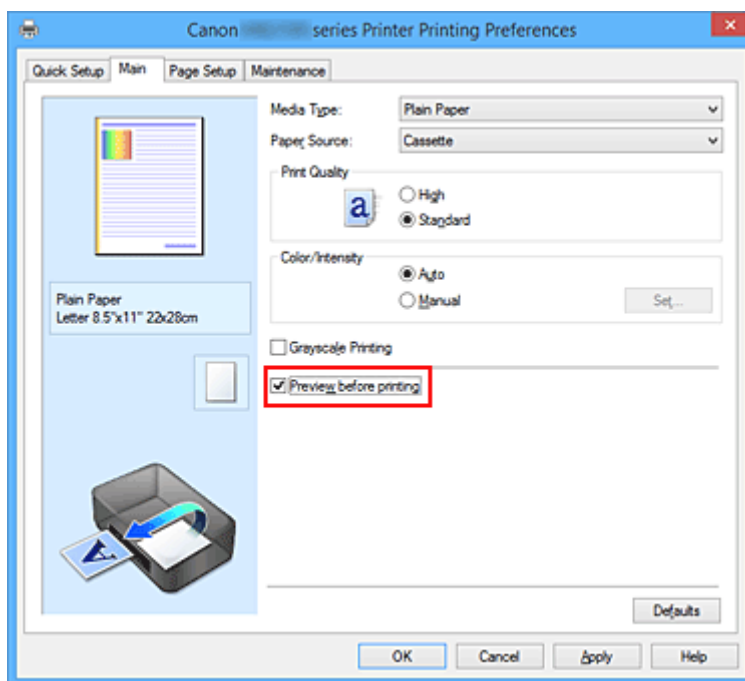 Canon series Printer Printing Preferences
Quick Setup Main Page Setup Maintenance
Media Type: Plain Paper
Paper Source: Cassette
Print Quality
a
High
Standard
Color/Intensity
Auto
Manual Set...
Plain Paper
Letter 8.5"x11" 22x28cm
Grayscale Printing
Preview before printing
A
Defaults
OK Cancel Apply Help